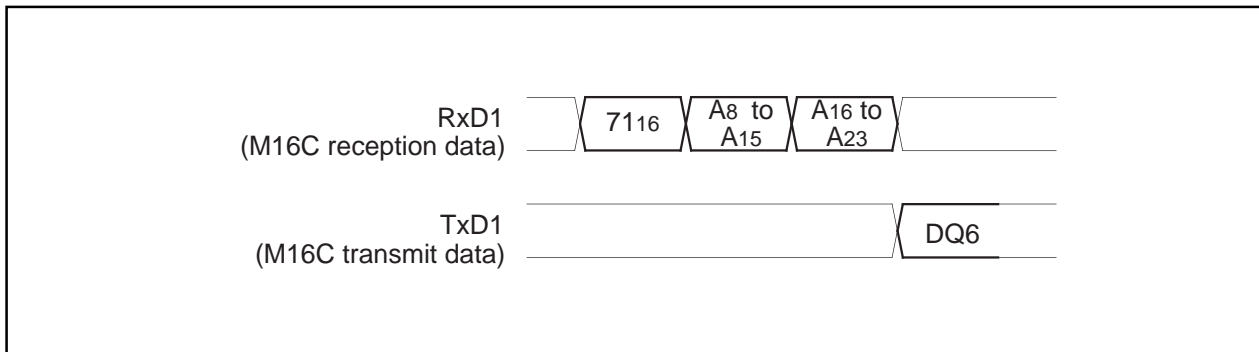 RxD1
(M16C reception data)
7116
A8 to
A15
A16 to
A23
TxD1
(M16C transmit data)
DQ6